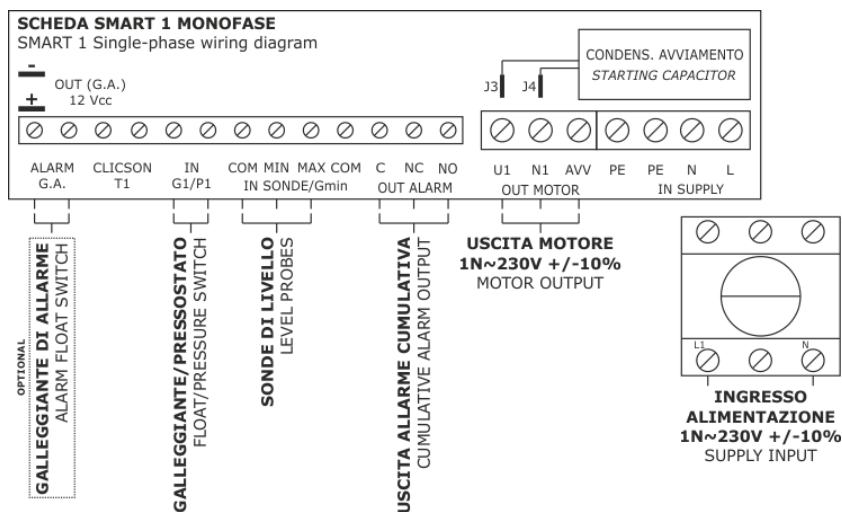 SCHEDA SMART 1 MONOFASE
SMART 1 Single-phase wiring diagram
-
+
OUT (G.A.)
12 Vcc
CONDENS. AVVIAMENTO
STARTING CAPACITOR
J3
J4
ALARM CLICSON IN COM MIN MAX COM C NC NO U1 N1 AVV PE PE N L
G.A. T1 G1/P1 IN SONDE/Gmin OUT ALARM OUT MOTOR IN SUPPLY
OPTIONAL
GALLEGGIANTE DI ALLARME
ALARM FLOAT SWITCH
GALLEGGIANTE/PRESSOSTATO
FLOAT/PRESSURE SWITCH
SONDE DI LIVELLO
LEVEL PROBES
USCITA ALLARME CUMULATIVA
CUMULATIVE ALARM OUTPUT
USCITA MOTORE
1N~230V +/-10%
MOTOR OUTPUT
L1 N
INGRESSO
ALIMENTAZIONE
1N~230V +/-10%
SUPPLY INPUT